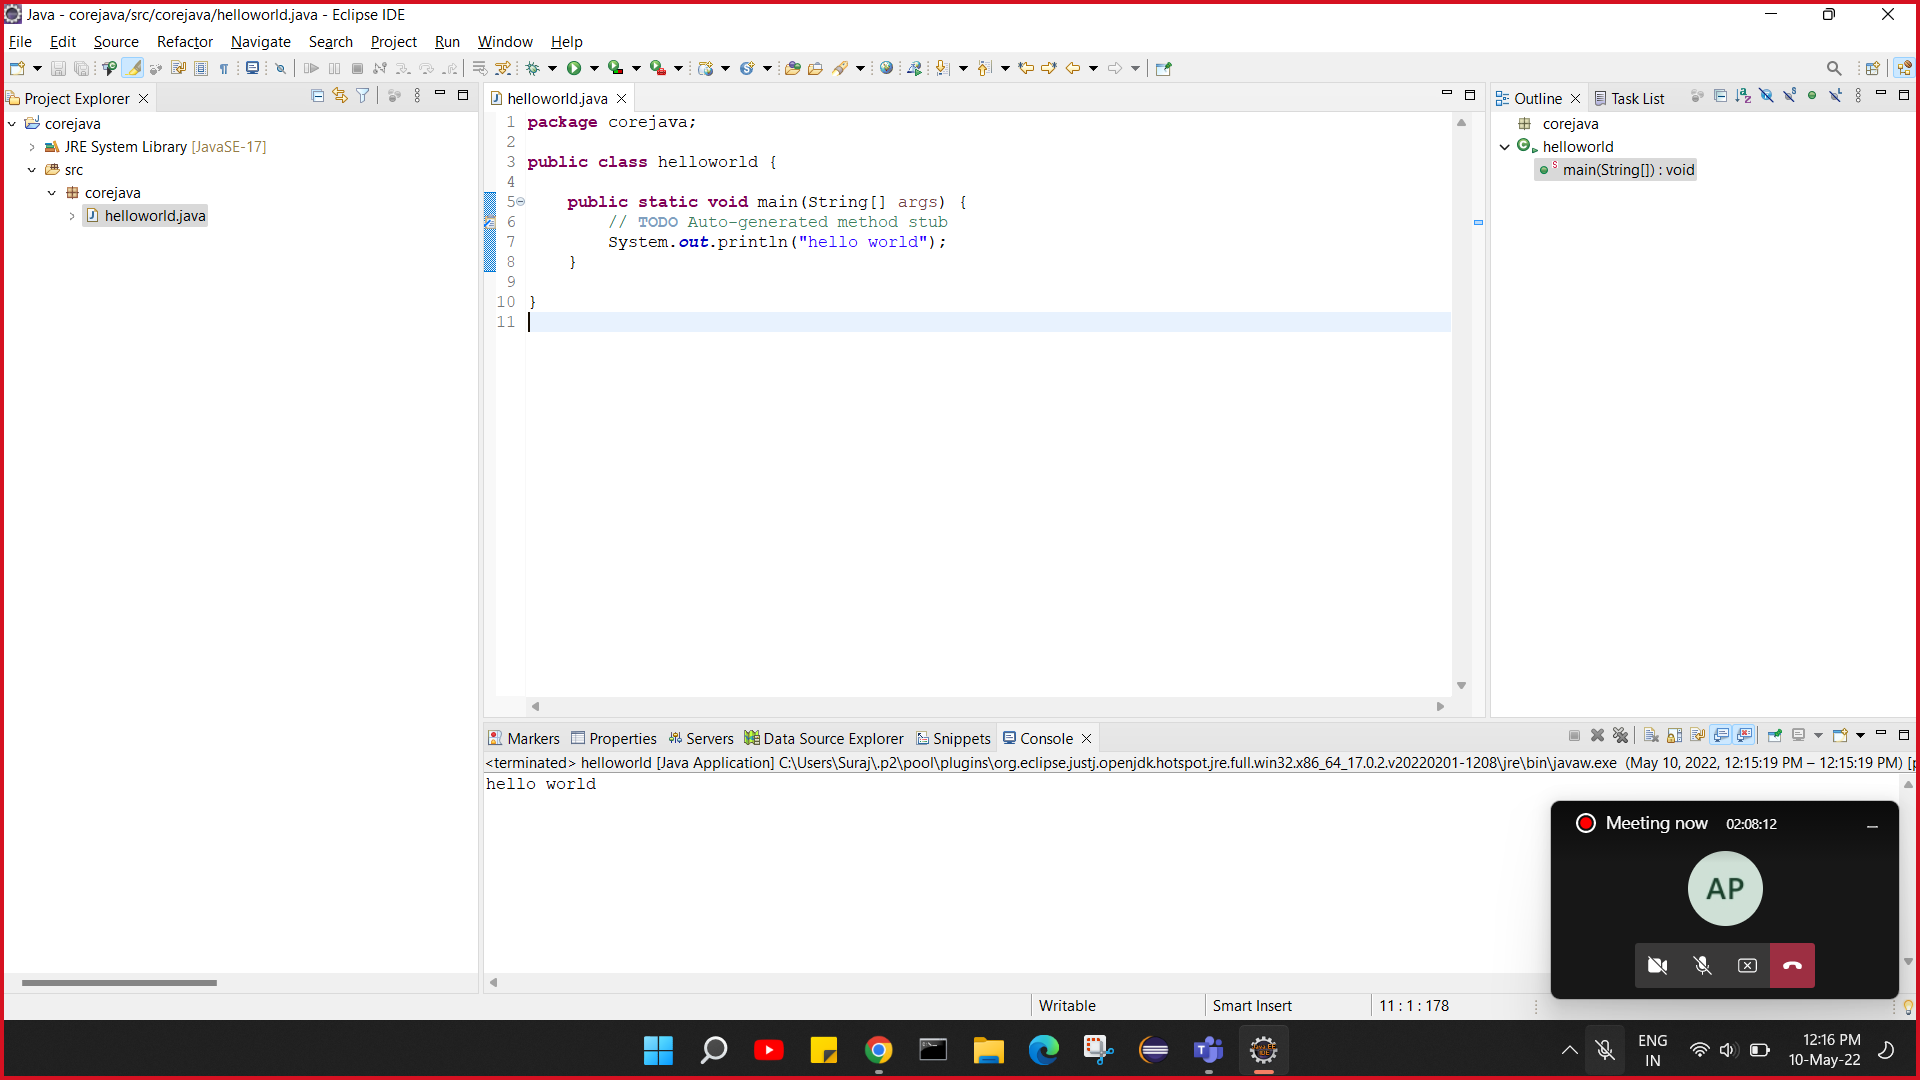 Java - corejava/src/corejava/helloworld.java - Eclipse IDE
File Edit Source Refactor Navigate Search Project Run Window Help
Project Explorer
corejava
JRE System Library [JavaSE-17]
src
corejava
helloworld.java
helloworld.java
1 package corejava;
2
3 public class helloworld {
4
5 public static void main(String[] args) {
6 // TODO Auto-generated method stub
7 System.out.println("hello world");
8 }
9
10 }
11
Outline Task List
corejava
helloworld
main(String[]) : void
Markers Properties Servers Data Source Explorer Snippets Console
<terminated> helloworld [Java Application] C:\Users\Suraj\.p2\pool\plugins\org.eclipse.justj.openjdk.hotspot.jre.full.win32.x86_64_17.0.2.v20220201-1208\jre\bin\javaw.exe (May 10, 2022, 12:15:19 PM – 12:15:19 PM) [p
hello world
Meeting now 02:08:12
AP
Writable Smart Insert 11 : 1 : 178
ENG
IN
12:16 PM
10-May-22